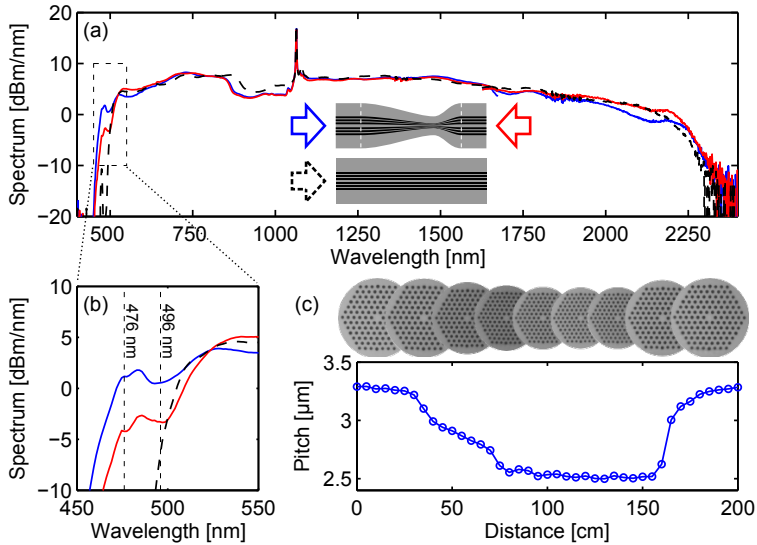 (a)
Spectrum [dBm/nm]
20
10
0
−10
−20
500 750 1000 1250 1500 1750 2000 2250
Wavelength [nm]
(b)
476 nm
496 nm
Spectrum [dBm/nm]
10
5
0
−5
−10
450 500 550
Wavelength [nm]
(c)
Pitch [µm]
3.5
3
2.5
0 50 100 150 200
Distance [cm]